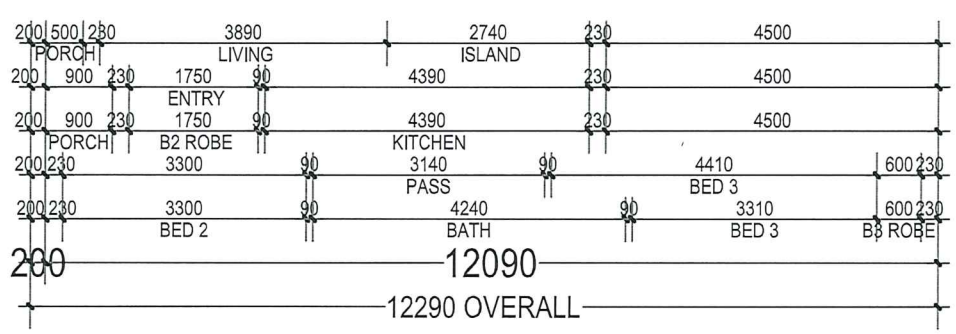 200 500 230 3890 2740 230 4500
PORCH LIVING ISLAND
200 900 230 1750 90 4390 230 4500
ENTRY
200 900 230 1750 90 4390 230 4500
PORCH B2 ROBE KITCHEN
200 230 3300 90 3140 90 4410 600 230
PASS BED 3
200 230 3300 90 4240 90 3310 600 230
BED 2 BATH BED 3 B3 ROBE
200 12090
12290 OVERALL